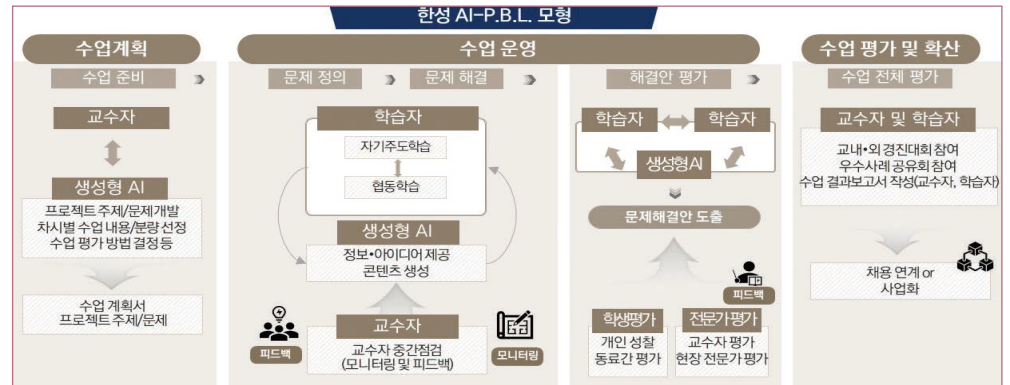 한성 AI-P.B.L. 모형
수업계획
수업 준비
교수자
생성형 AI
프로젝트 주제/문제개발
차시별 수업 내용/분량 선정
수업 평가 방법 결정 등
수업 계획서
프로젝트 주제/문제
수업 운영
문제 정의
문제 해결
학습자
자기주도학습
협동학습
생성형 AI
정보•아이디어 제공
콘텐츠 생성
교수자
교수자 중간점검
(모니터링 및 피드백)
피드백
모니터링
해결안 평가
학습자
학습자
생성형AI
문제해결안 도출
피드백
학생평가
개인 성찰
동료간 평가
전문가 평가
교수자 평가
현장 전문가 평가
수업 평가 및 확산
수업 전체 평가
교수자 및 학습자
교내•외 경진대회 참여
우수사례 공유회 참여
수업 결과보고서 작성(교수자, 학습자)
채용 연계 or
사업화